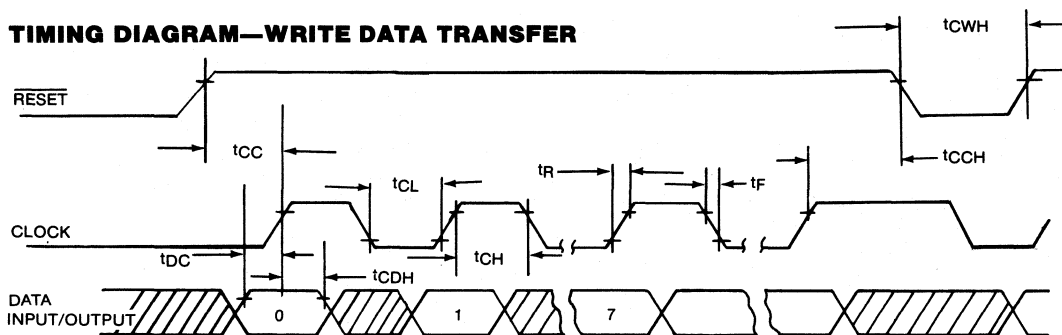 TIMING DIAGRAM—WRITE DATA TRANSFER
tCWH
RESET
tCC
tCCH
tCL
tR
tF
CLOCK
tDC
tCDH
tCH
DATA
INPUT/OUTPUT
0
1
7